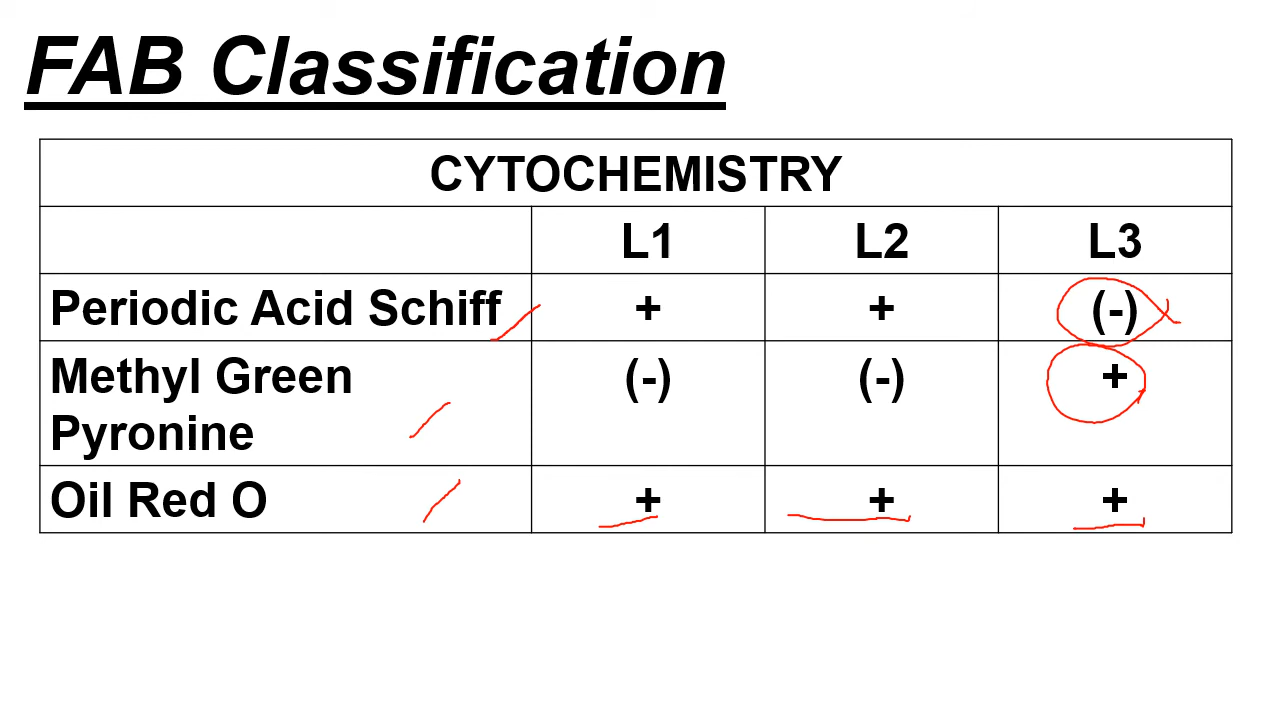 FAB Classification
CYTOCHEMISTRY
L1 L2 L3
Periodic Acid Schiff + + (-)
Methyl Green (-) (-) +
Pyronine
Oil Red O + + +